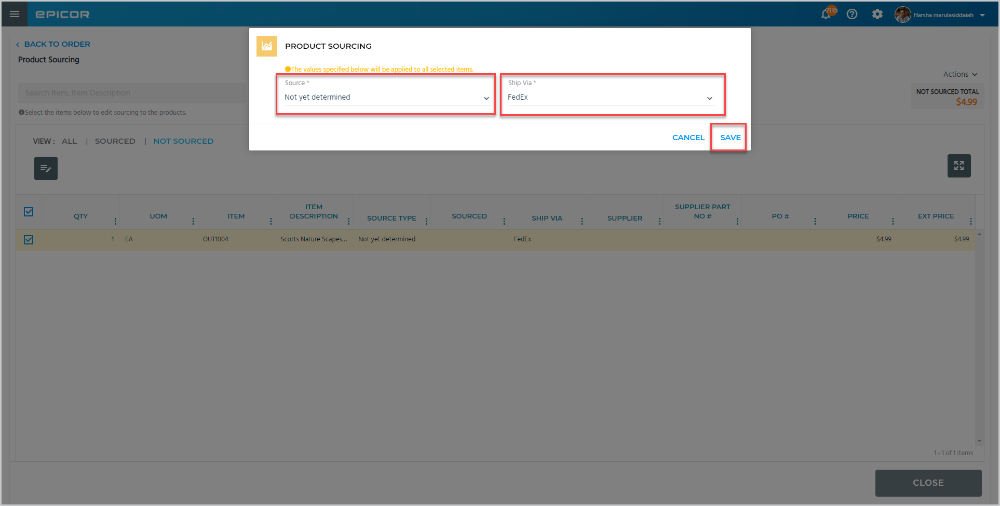 EPICOR
2115
Harsha marulasiddaiah
BACK TO ORDER
Product Sourcing
Search Item, Item Description
Select the items below to edit sourcing to the products.
Actions
NOT SOURCED TOTAL
$4.99
PRODUCT SOURCING
The values specified below will be applied to all selected items.
Source *
Not yet determined
Ship Via *
FedEx
CANCEL
SAVE
VIEW : ALL | SOURCED | NOT SOURCED
QTY UOM ITEM ITEM DESCRIPTION SOURCE TYPE SOURCED SHIP VIA SUPPLIER SUPPLIER PART NO # PO # PRICE EXT PRICE
1 EA OUT1004 Scotts Nature Scapes... Not yet determined FedEx $4.99 $4.99
1 - 1 of 1 items
CLOSE